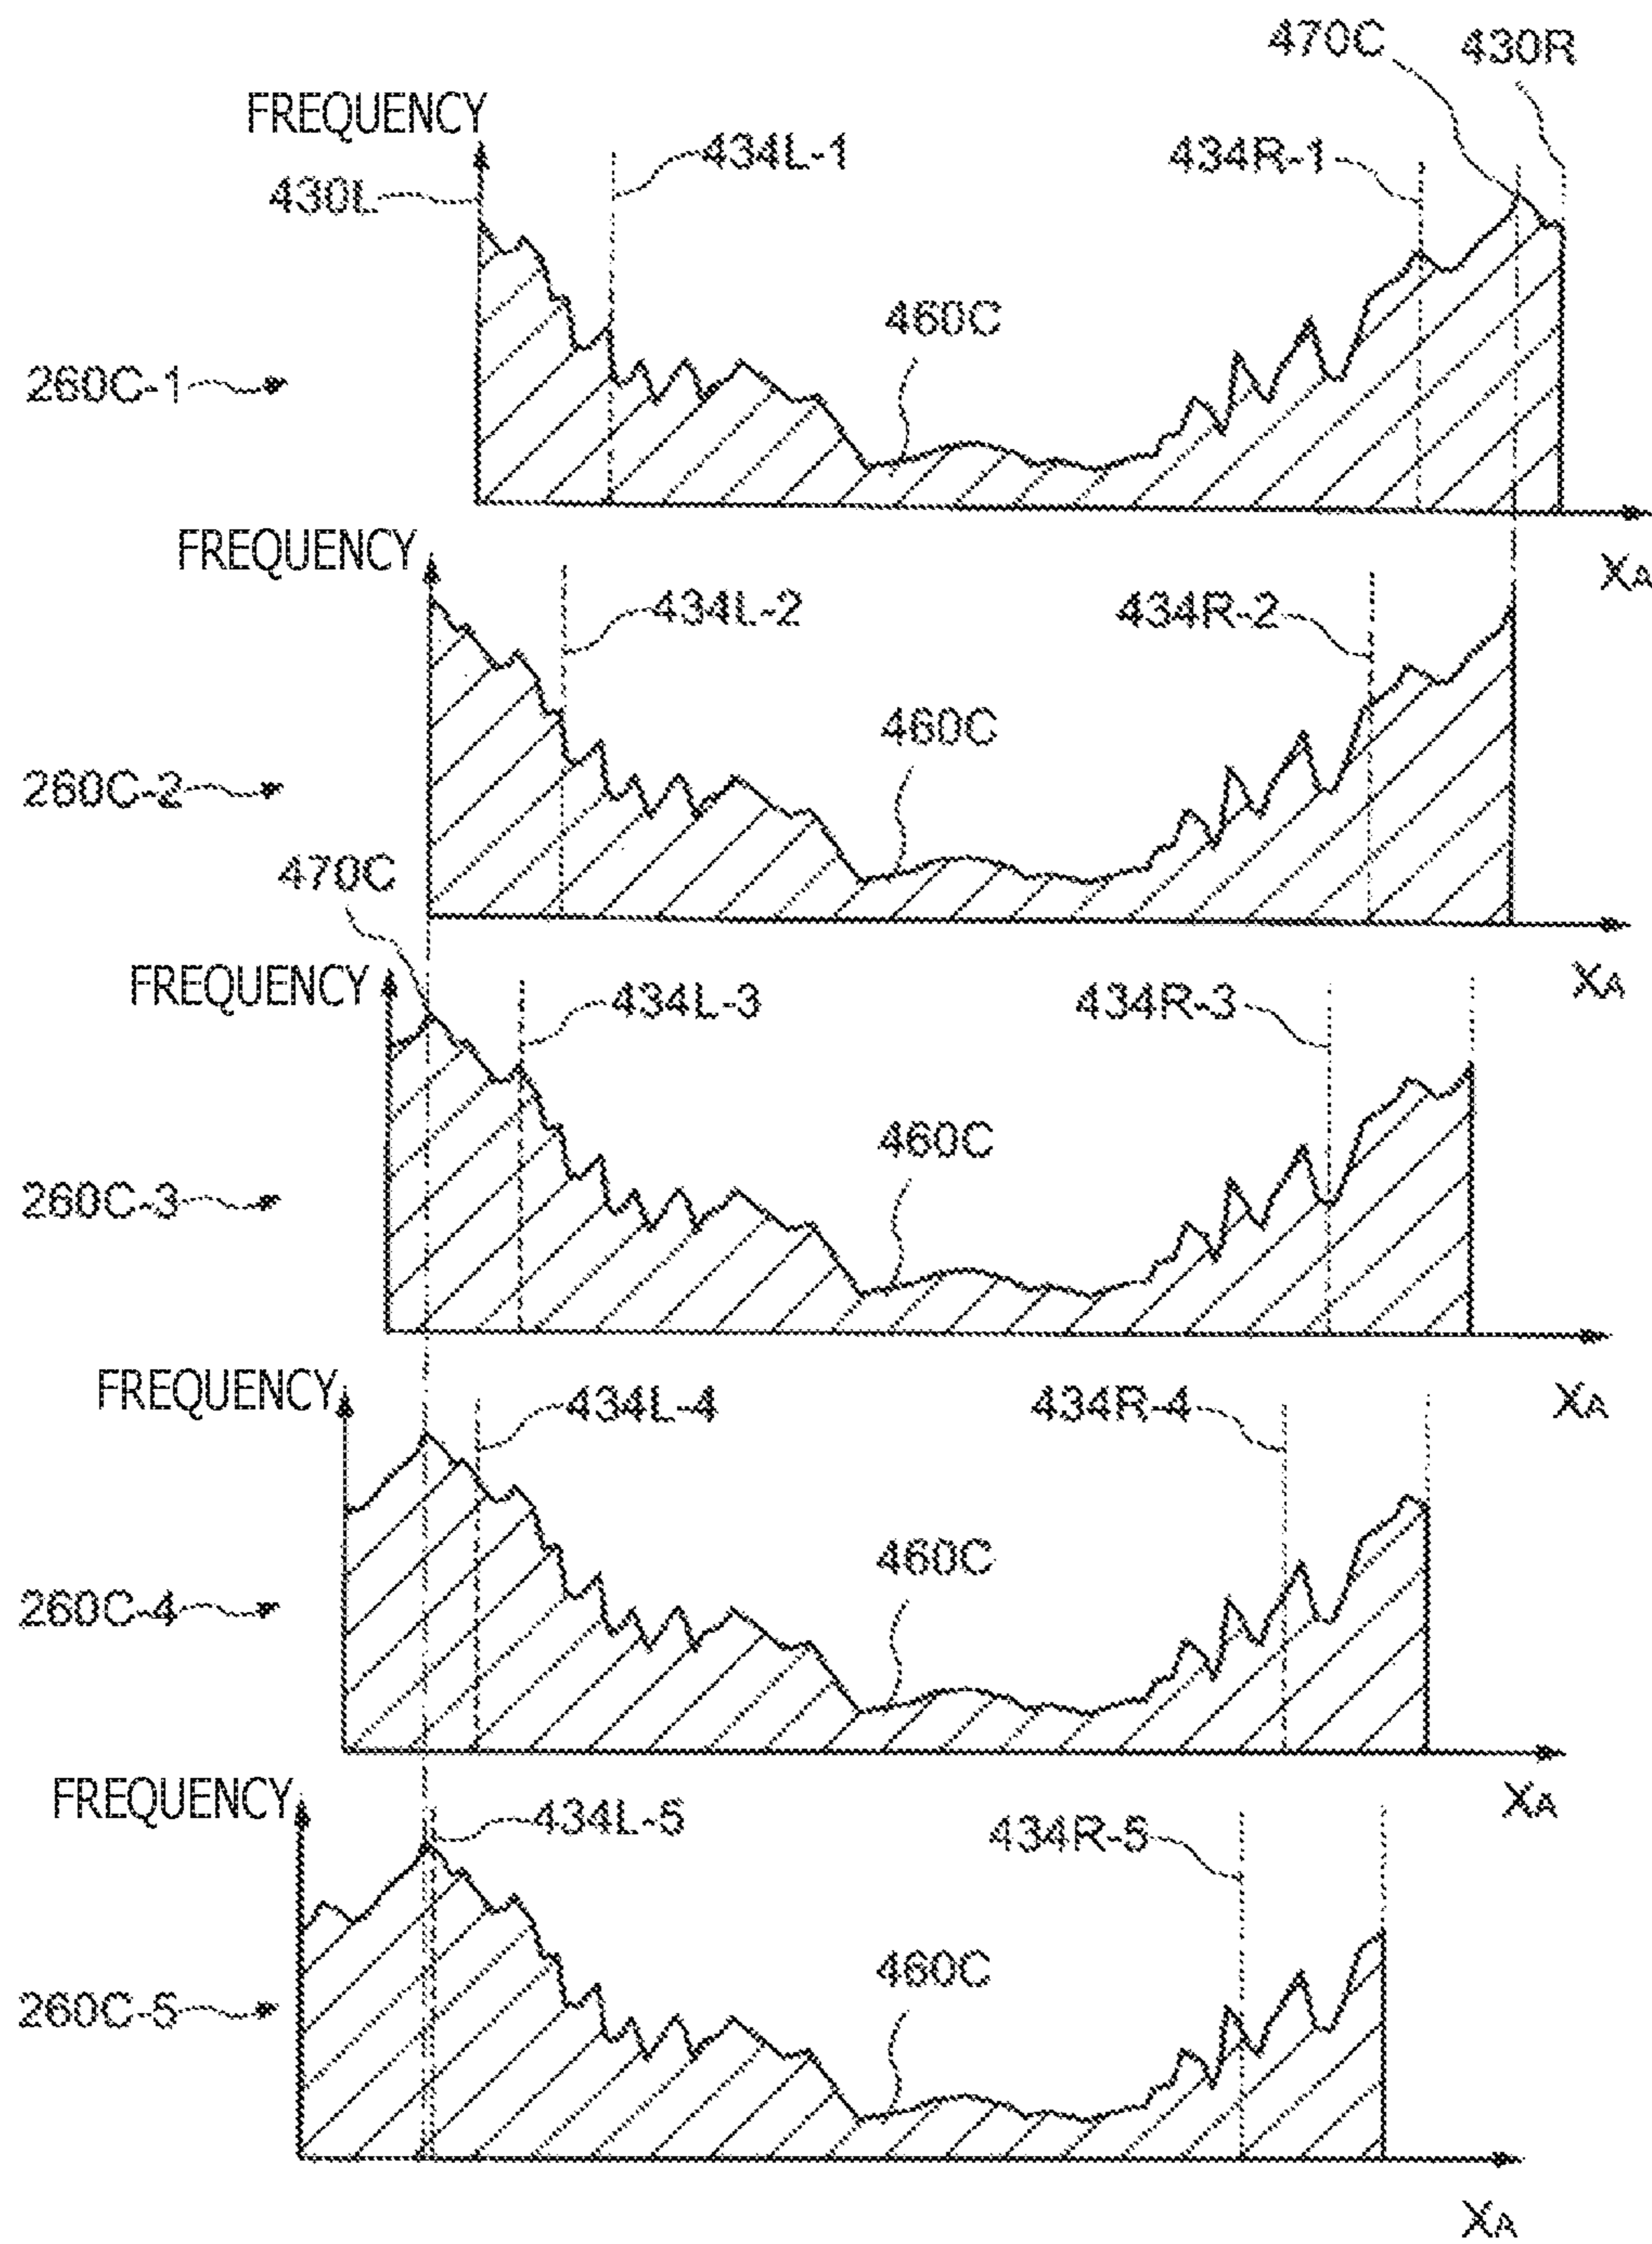 470C 430R
FREQUENCY
434L-1 434R-1
430L
460C
260C-1
XA
FREQUENCY
434L-2 434R-2
460C
260C-2
470C
XA
FREQUENCY
434L-3 434R-3
460C
260C-3
XA
FREQUENCY
434L-4 434R-4
460C
260C-4
XA
FREQUENCY
434L-5 434R-5
460C
260C-5
XA